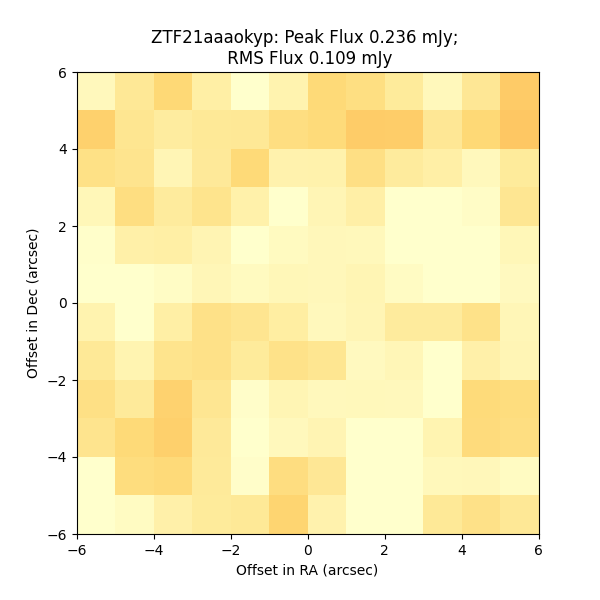 ZTF21aaaokyp: Peak Flux 0.236 mJy;
RMS Flux 0.109 mJy
6
4
2
0
−2
−4
−6
Offset in Dec (arcsec)
−6 −4 −2 0 2 4 6
Offset in RA (arcsec)